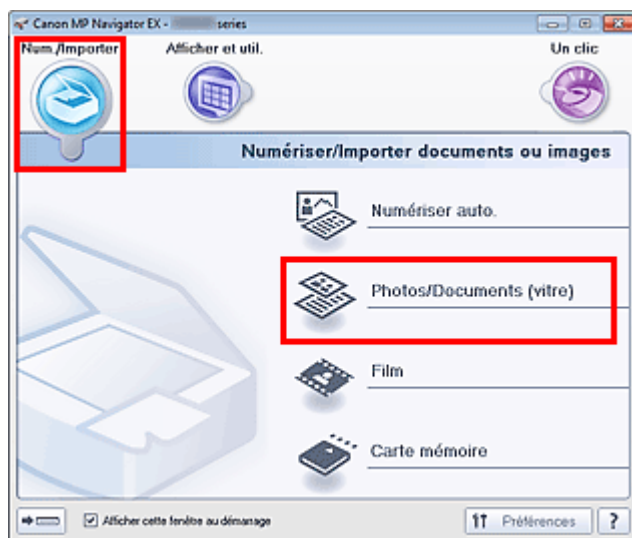 Canon MP Navigator EX - series
Num./Importer
Afficher et util.
Un clic
Numériser/Importer documents ou images
Numériser auto.
Photos/Documents (vitre)
Film
Carte mémoire
Afficher cette fenêtre au démarrage
Préférences
?